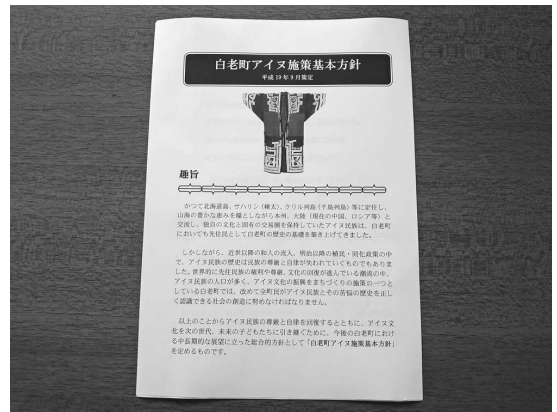 白老町アイヌ施策基本方針
平成19年9月策定
趣旨
かつて北海道島、サハリン（樺太）、クリル列島（千島列島）等に定住し、
山海の豊かな恵みを糧としながら本州、大陸（現在の中国、ロシア等）と
交流し、独自の文化と固有の交易圏を保持していたアイヌ民族は、白老町
においても先住民として白老町の歴史の基礎を築き上げてきました。
しかしながら、近世以降の和人の流入、明治以降の植民・同化政策の中
で、アイヌ民族の歴史は民族の尊厳と自律が失われていくものでもありま
した。世界的に先住民族の権利や尊厳、文化の回復が進んでいる潮流の中、
アイヌ民族の人口が多く、アイヌ文化の振興をまちづくりの施策の一つと
している白老町では、改めて全町民がアイヌ民族とその苦悩の歴史を正し
く認識できる社会の創造に努めなければなりません。
以上のことからアイヌ民族の尊厳と自律を回復するとともに、アイヌ文
化を次の世代、未来の子どもたちに引き継ぐために、今後の白老町におけ
る中長期的な展望に立った総合的方針として「白老町アイヌ施策基本方針」
を定めるものです。